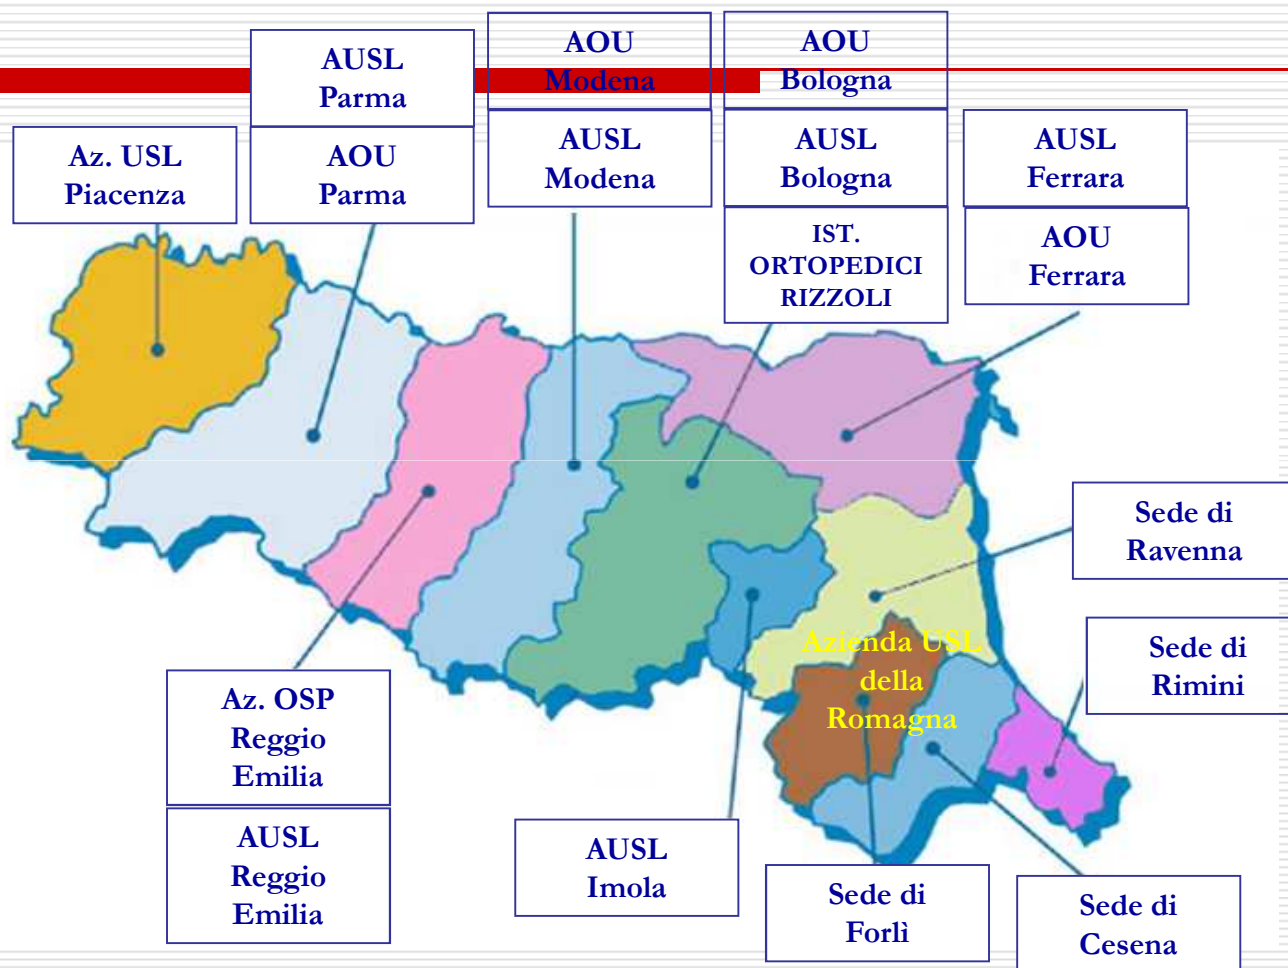 AUSL
Parma
AOU
Modena
AOU
Bologna
Az. USL
Piacenza
AOU
Parma
AUSL
Modena
AUSL
Bologna
AUSL
Ferrara
IST.
ORTOPEDICI
RIZZOLI
AOU
Ferrara
Sede di
Ravenna
Azienda USL
della
Romagna
Sede di
Rimini
Az. OSP
Reggio
Emilia
AUSL
Reggio
Emilia
AUSL
Imola
Sede di
Forlì
Sede di
Cesena